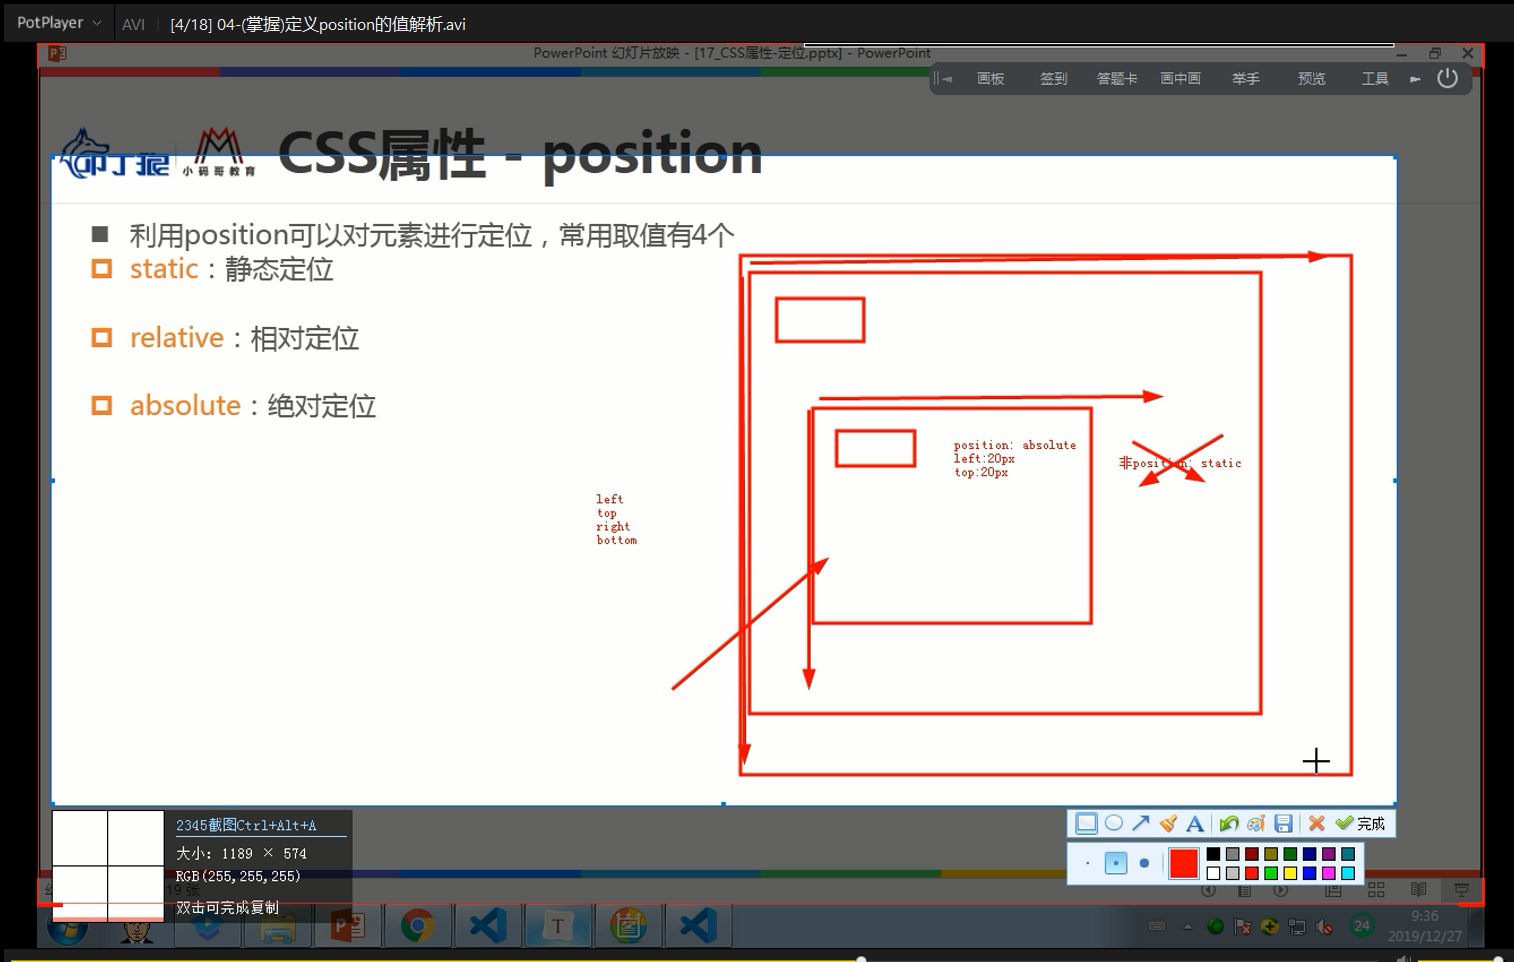 PotPlayer
AVI
[4/18] 04-(掌握)定义position的值解析.avi
PowerPoint 幻灯片放映 - [17_CSS属性-定位.pptx] - PowerPoint
画板
签到
答题卡
画中画
举手
预览
工具
叩丁狼
小码哥教育
CSS属性 - position
利用position可以对元素进行定位，常用取值有4个
static：静态定位
relative：相对定位
absolute：绝对定位
position: absolute
left:20px
top:20px
非position: static
left
top
right
bottom
2345截图Ctrl+Alt+A
大小: 1189 × 574
RGB(255,255,255)
双击可完成复制
完成
19 张
24
9:36
2019/12/27